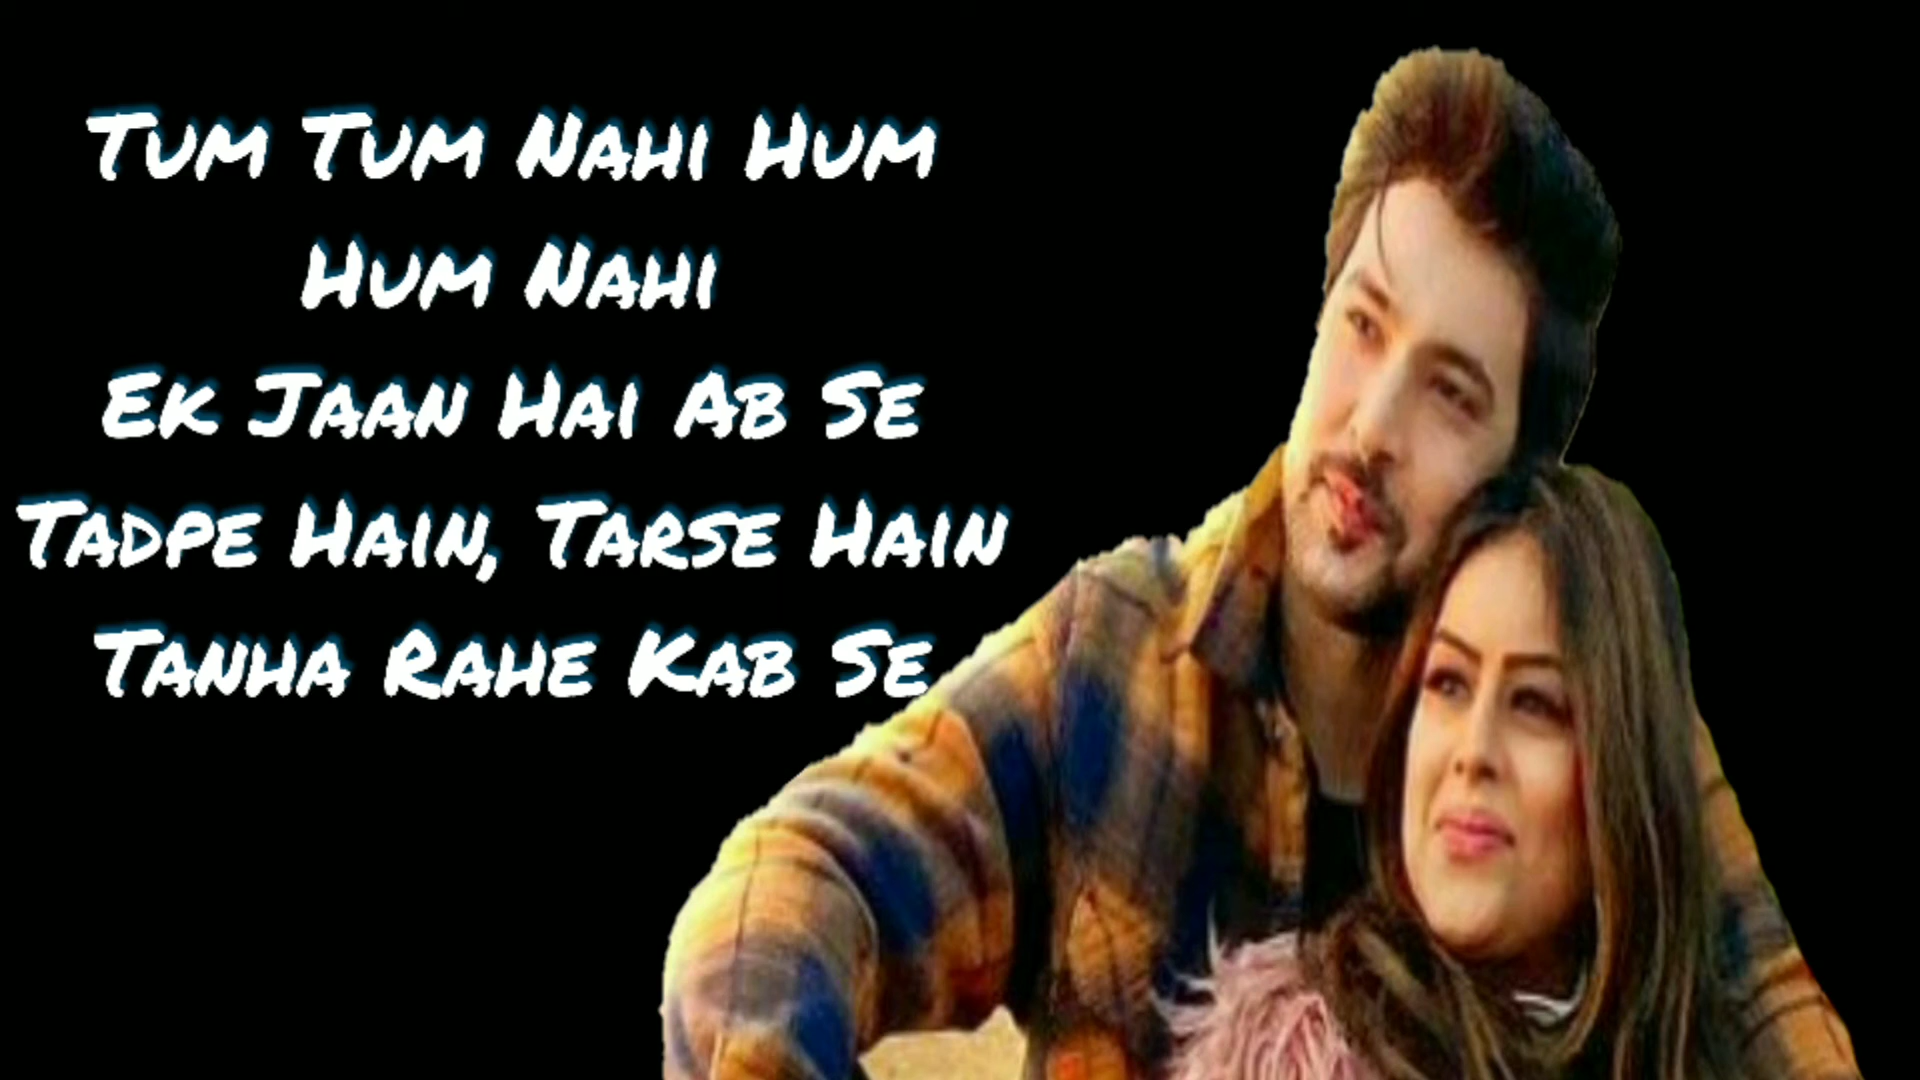 Tum Tum Nahi Hum
Hum Nahi
Ek Jaan Hai Ab Se
Tadpe Hain, Tarse Hain
Tanha Rahe Kab Se